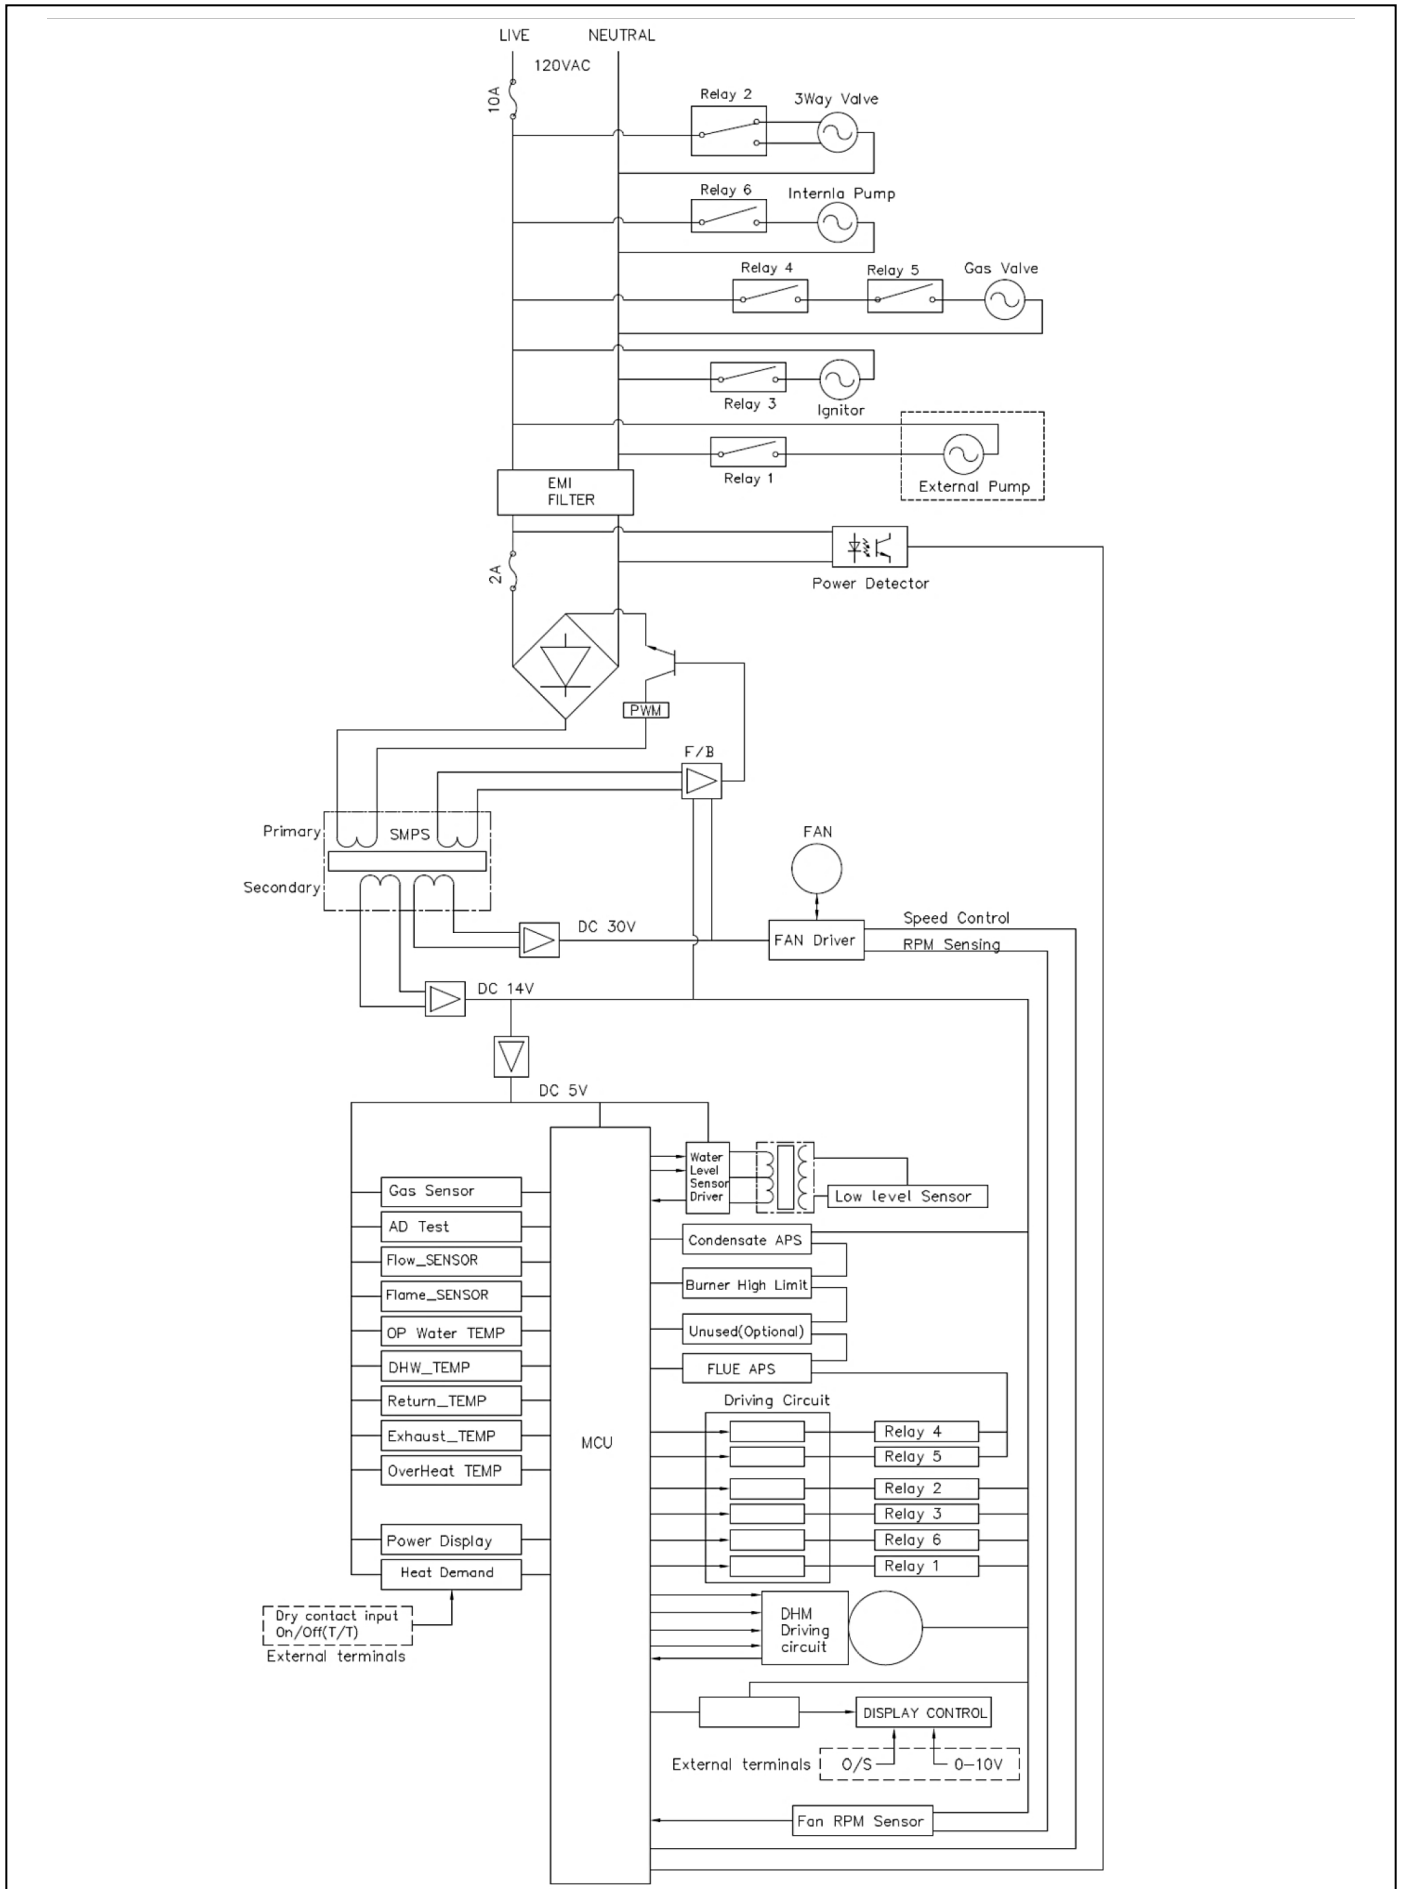 LIVE NEUTRAL
120VAC
10A
Relay 2
3Way Valve
Relay 6
Internla Pump
Relay 4
Relay 5
Gas Valve
Relay 3
Ignitor
Relay 1
External Pump
EMI
FILTER
2A
Power Detector
PWM
F/B
Primary
SMPS
Secondary
FAN
DC 30V
FAN Driver
Speed Control
RPM Sensing
DC 14V
DC 5V
Water
Level
Sensor
Driver
Low level Sensor
Gas Sensor
AD Test
Flow_SENSOR
Flame_SENSOR
OP Water TEMP
DHW_TEMP
Return_TEMP
Exhaust_TEMP
OverHeat TEMP
Power Display
Heat Demand
Dry contact input
On/Off(T/T)
External terminals
MCU
Condensate APS
Burner High Limit
Unused(Optional)
FLUE APS
Driving Circuit
Relay 4
Relay 5
Relay 2
Relay 3
Relay 6
Relay 1
DHM
Driving
circuit
DISPLAY CONTROL
External terminals
O/S
0-10V
Fan RPM Sensor